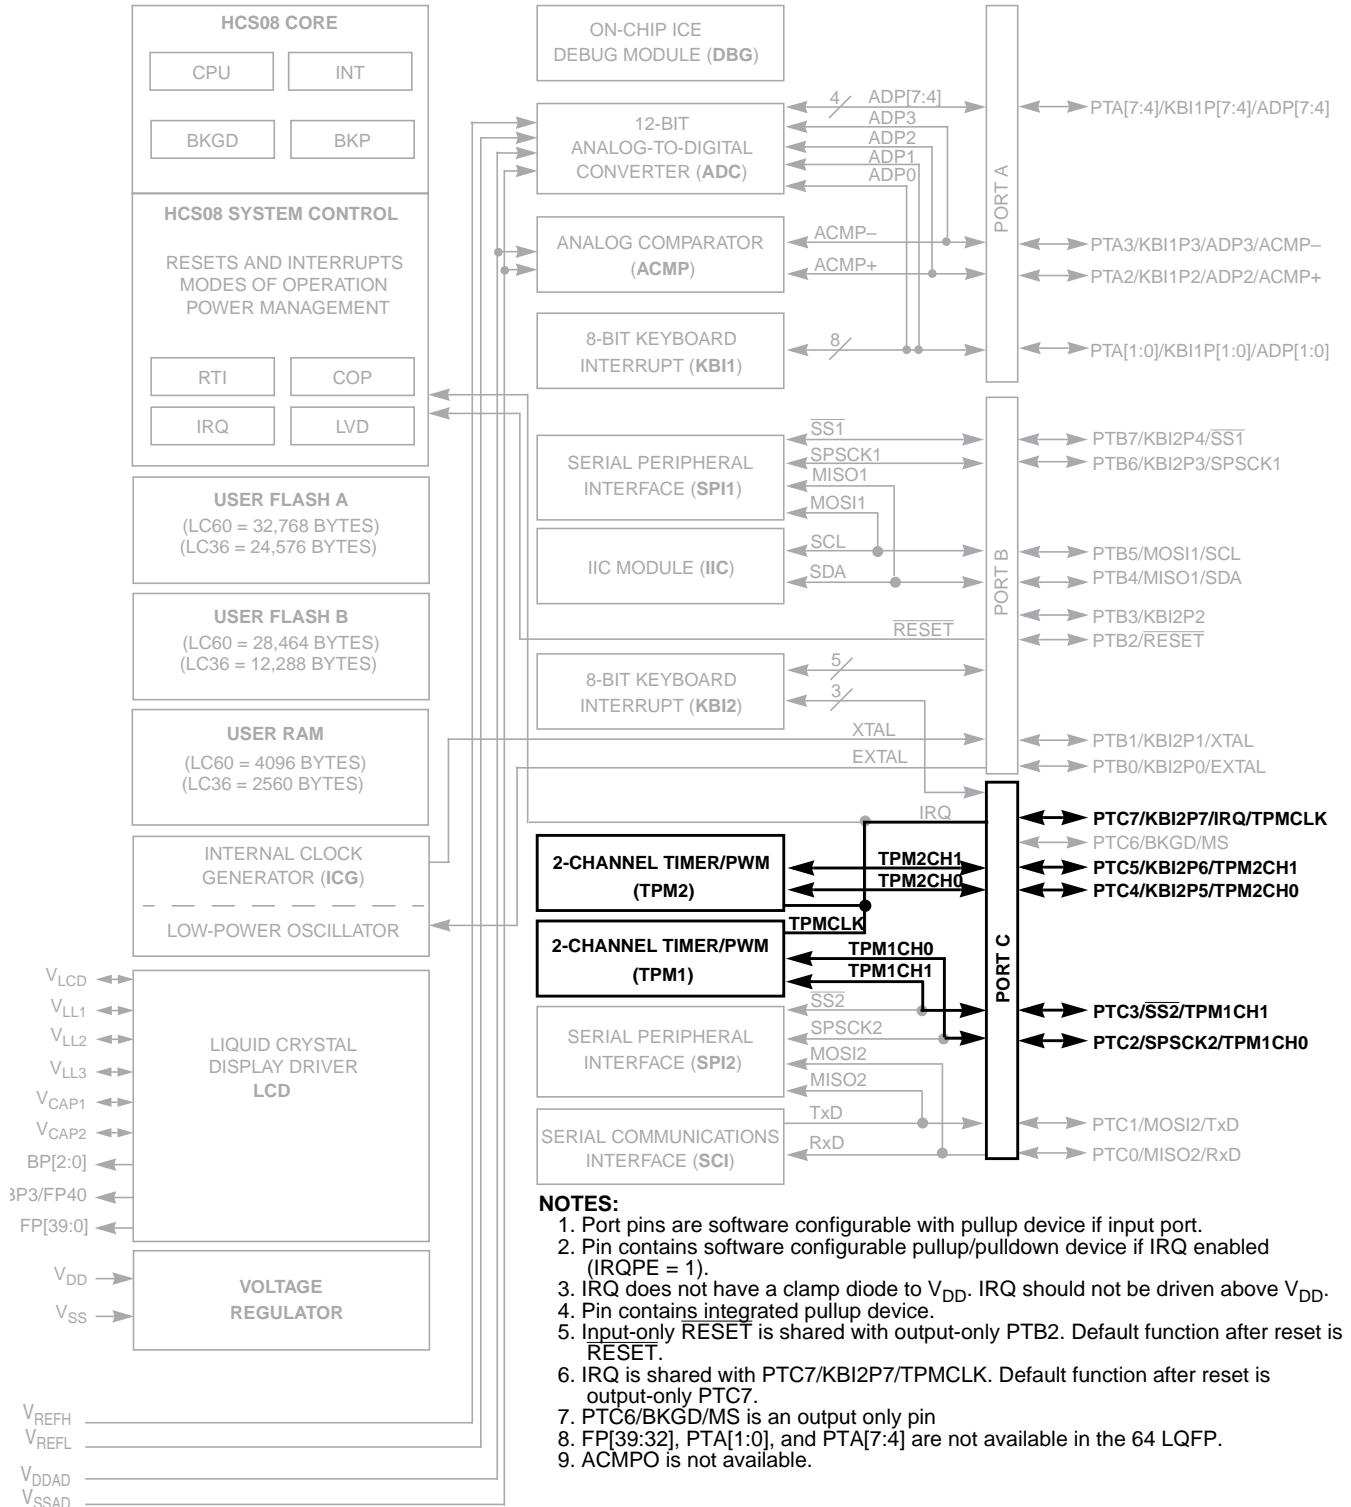 HCS08 CORE
CPU
INT
BKGD
BKP
HCS08 SYSTEM CONTROL
RESETS AND INTERRUPTS
MODES OF OPERATION
POWER MANAGEMENT
RTI
COP
IRQ
LVD
USER FLASH A
(LC60 = 32,768 BYTES)
(LC36 = 24,576 BYTES)
USER FLASH B
(LC60 = 28,464 BYTES)
(LC36 = 12,288 BYTES)
USER RAM
(LC60 = 4096 BYTES)
(LC36 = 2560 BYTES)
INTERNAL CLOCK
GENERATOR (ICG)
LOW-POWER OSCILLATOR
VLCD
VLL1
VLL2
VLL3
VCAP1
VCAP2
BP[2:0]
BP3/FP40
FP[39:0]
LIQUID CRYSTAL
DISPLAY DRIVER
LCD
VDD
VSS
VOLTAGE
REGULATOR
VREFH
VREFL
VDDAD
VSSAD
ON-CHIP ICE
DEBUG MODULE (DBG)
12-BIT
ANALOG-TO-DIGITAL
CONVERTER (ADC)
4
ADP[7:4]
ADP3
ADP2
ADP1
ADP0
ANALOG COMPARATOR
(ACMP)
ACMP–
ACMP+
8-BIT KEYBOARD
INTERRUPT (KBI1)
8
PORT A
PTA[7:4]/KBI1P[7:4]/ADP[7:4]
PTA3/KBI1P3/ADP3/ACMP–
PTA2/KBI1P2/ADP2/ACMP+
PTA[1:0]/KBI1P[1:0]/ADP[1:0]
SERIAL PERIPHERAL
INTERFACE (SPI1)
SS1
SPSCK1
MISO1
MOSI1
IIC MODULE (IIC)
SCL
SDA
RESET
8-BIT KEYBOARD
INTERRUPT (KBI2)
5
3
XTAL
EXTAL
PORT B
PTB7/KBI2P4/SS1
PTB6/KBI2P3/SPSCK1
PTB5/MOSI1/SCL
PTB4/MISO1/SDA
PTB3/KBI2P2
PTB2/RESET
PTB1/KBI2P1/XTAL
PTB0/KBI2P0/EXTAL
IRQ
2-CHANNEL TIMER/PWM
(TPM2)
TPM2CH1
TPM2CH0
TPMCLK
2-CHANNEL TIMER/PWM
(TPM1)
TPM1CH0
TPM1CH1
SERIAL PERIPHERAL
INTERFACE (SPI2)
SS2
SPSCK2
MOSI2
MISO2
SERIAL COMMUNICATIONS
INTERFACE (SCI)
TxD
RxD
PORT C
PTC7/KBI2P7/IRQ/TPMCLK
PTC6/BKGD/MS
PTC5/KBI2P6/TPM2CH1
PTC4/KBI2P5/TPM2CH0
PTC3/SS2/TPM1CH1
PTC2/SPSCK2/TPM1CH0
PTC1/MOSI2/TxD
PTC0/MISO2/RxD
NOTES:
1. Port pins are software configurable with pullup device if input port.
2. Pin contains software configurable pullup/pulldown device if IRQ enabled
(IRQPE = 1).
3. IRQ does not have a clamp diode to VDD. IRQ should not be driven above VDD.
4. Pin contains integrated pullup device.
5. Input-only RESET is shared with output-only PTB2. Default function after reset is
RESET.
6. IRQ is shared with PTC7/KBI2P7/TPMCLK. Default function after reset is
output-only PTC7.
7. PTC6/BKGD/MS is an output only pin
8. FP[39:32], PTA[1:0], and PTA[7:4] are not available in the 64 LQFP.
9. ACMPO is not available.